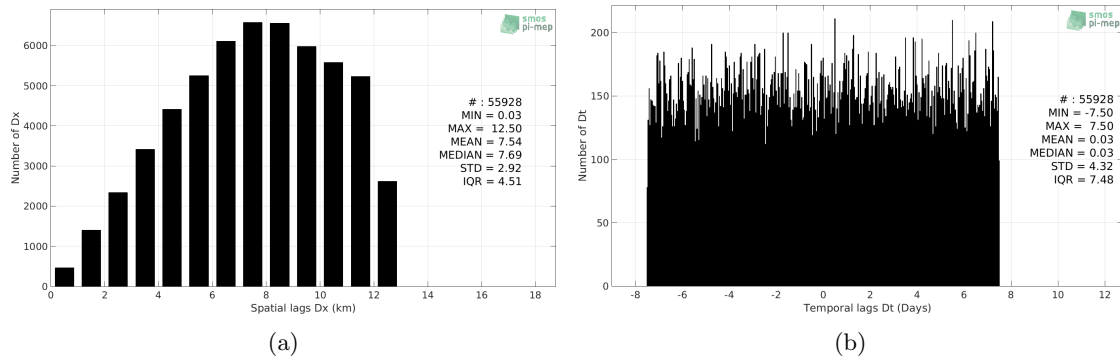 smos
pi-mep
6000
5000
4000
3000
2000
1000
0
Number of Dx
# : 55928
MIN = 0.03
MAX = 12.50
MEAN = 7.54
MEDIAN = 7.69
STD = 2.92
IQR = 4.51
0 2 4 6 8 10 12 14 16 18
Spatial lags Dx (km)
(a)
smos
pi-mep
200
150
100
50
0
Number of Dt
# : 55928
MIN = -7.50
MAX = 7.50
MEAN = 0.03
MEDIAN = 0.03
STD = 4.32
IQR = 7.48
-8 -6 -4 -2 0 2 4 6 8 10 12
Temporal lags Dt (Days)
(b)